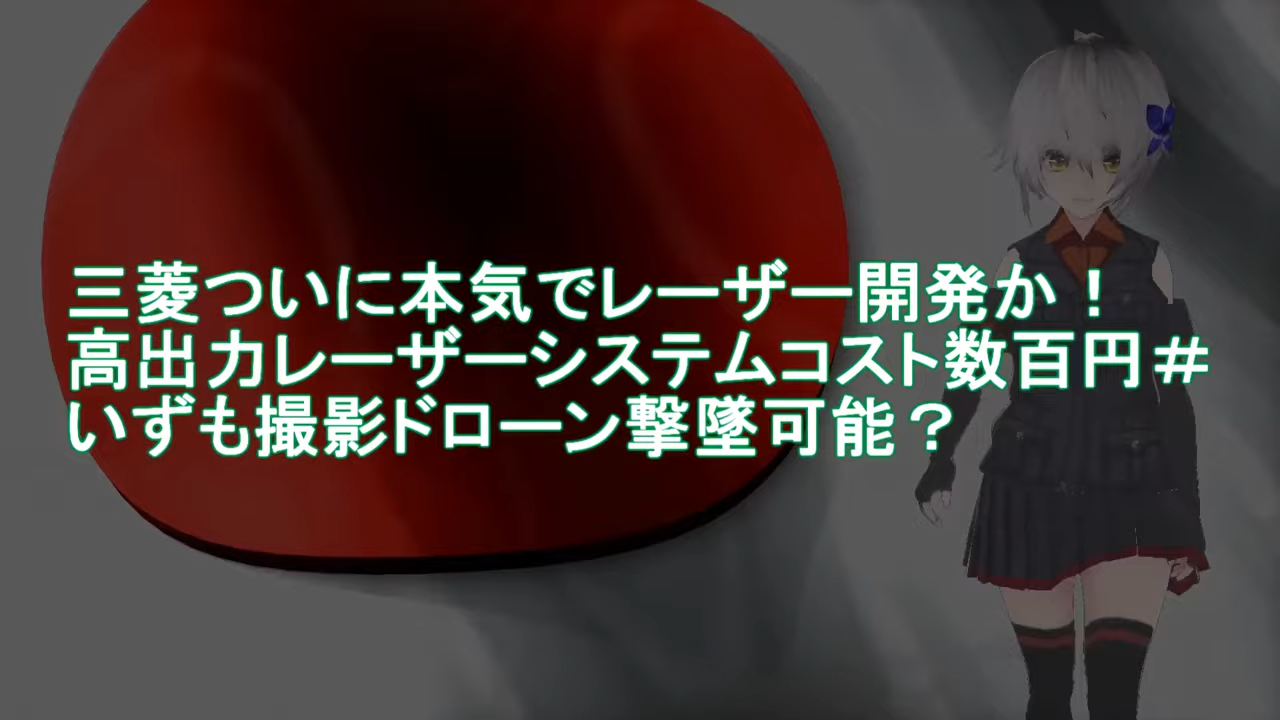 三菱ついに本気でレーザー開発か！
高出力レーザーシステムコスト数百円＃
いずも撮影ドローン撃墜可能？